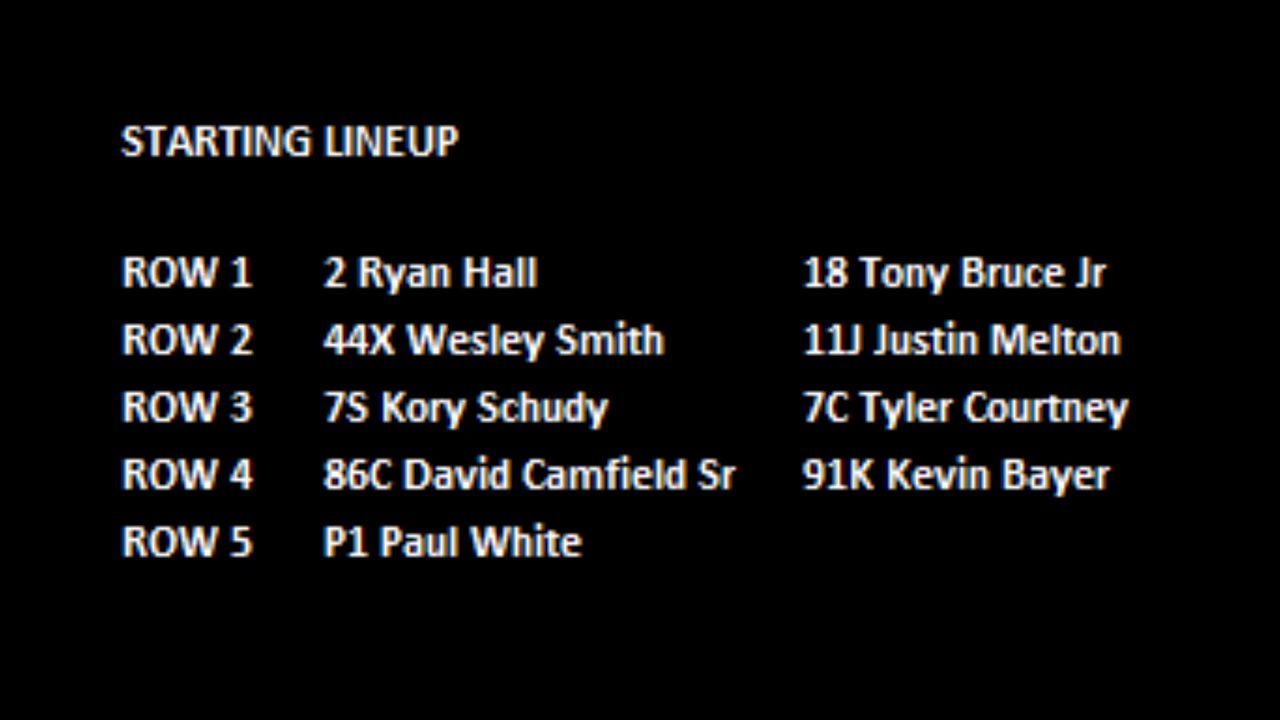 STARTING LINEUP
ROW 1 2 Ryan Hall 18 Tony Bruce Jr
ROW 2 44X Wesley Smith 11J Justin Melton
ROW 3 7S Kory Schudy 7C Tyler Courtney
ROW 4 86C David Camfield Sr 91K Kevin Bayer
ROW 5 P1 Paul White